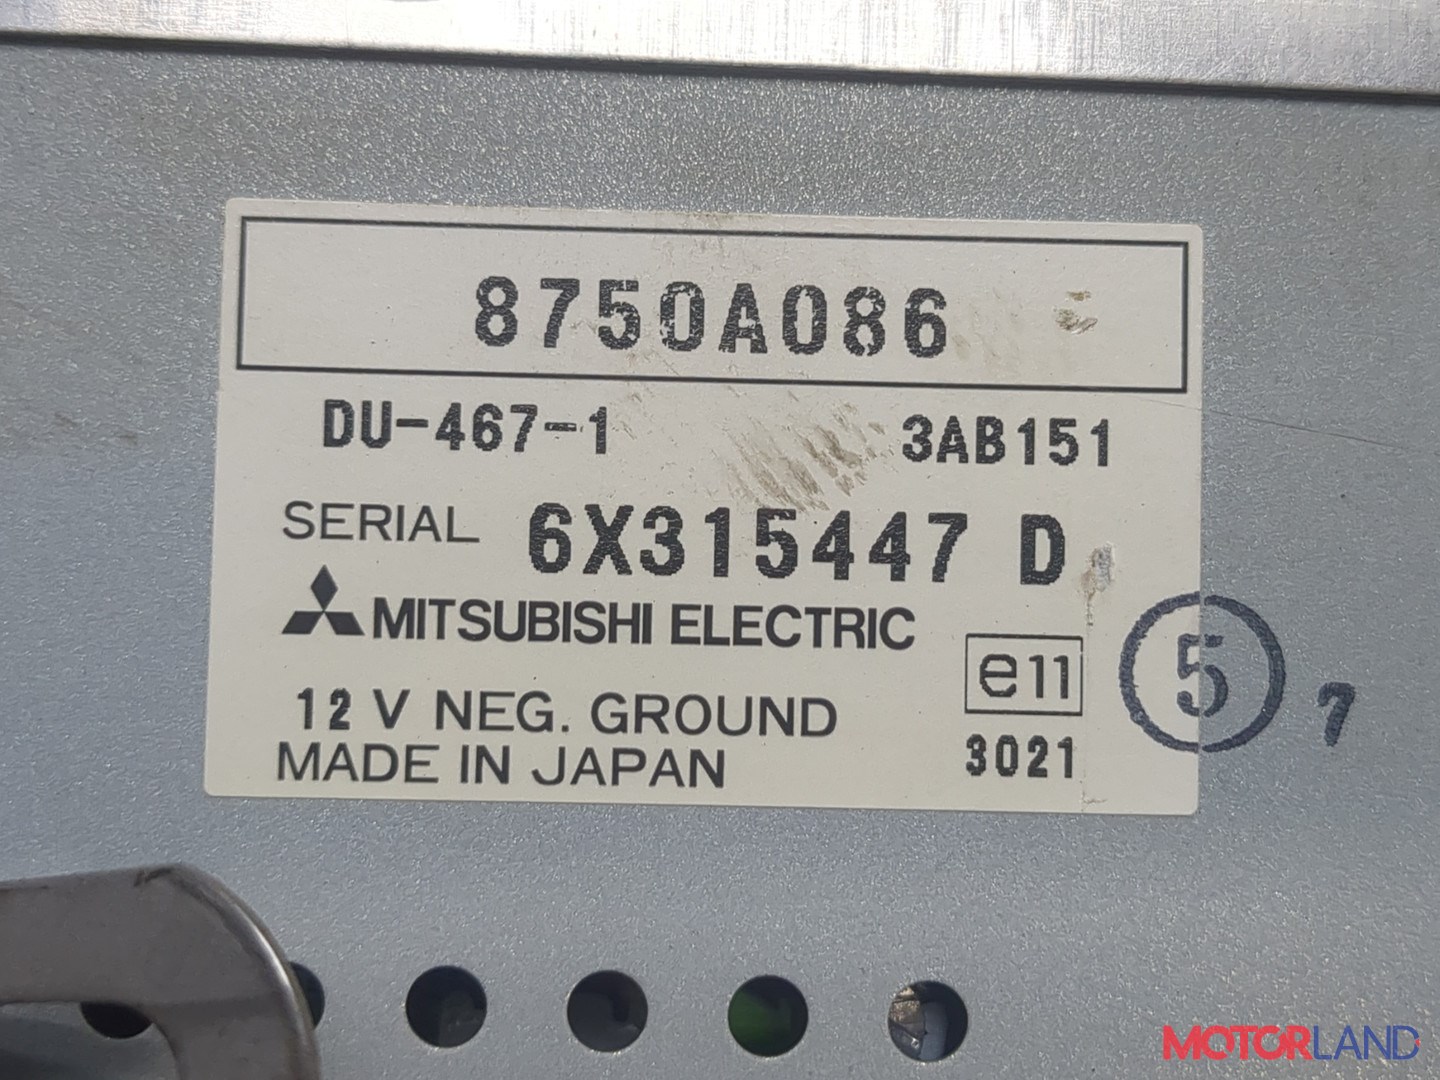 8750A086
DU-467-1 3AB151
SERIAL 6X315447 D
MITSUBISHI ELECTRIC
e11
5 7
12 V NEG. GROUND
3021
MADE IN JAPAN
MOTORLAND